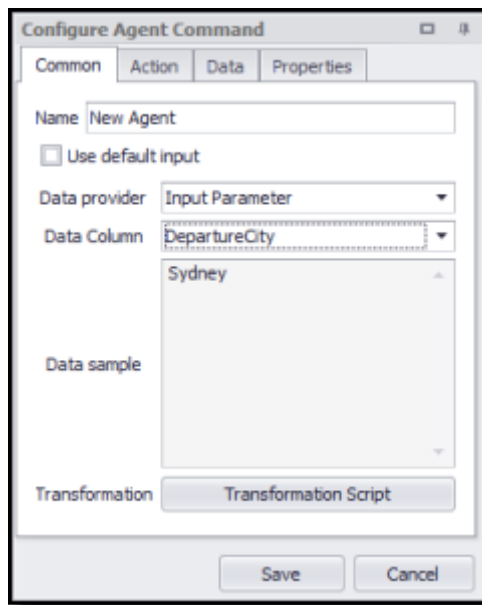 Configure Agent Command
Common Action Data Properties
Name New Agent
Use default input
Data provider Input Parameter
Data Column DepartureCity
Sydney
Data sample
Transformation Transformation Script
Save Cancel